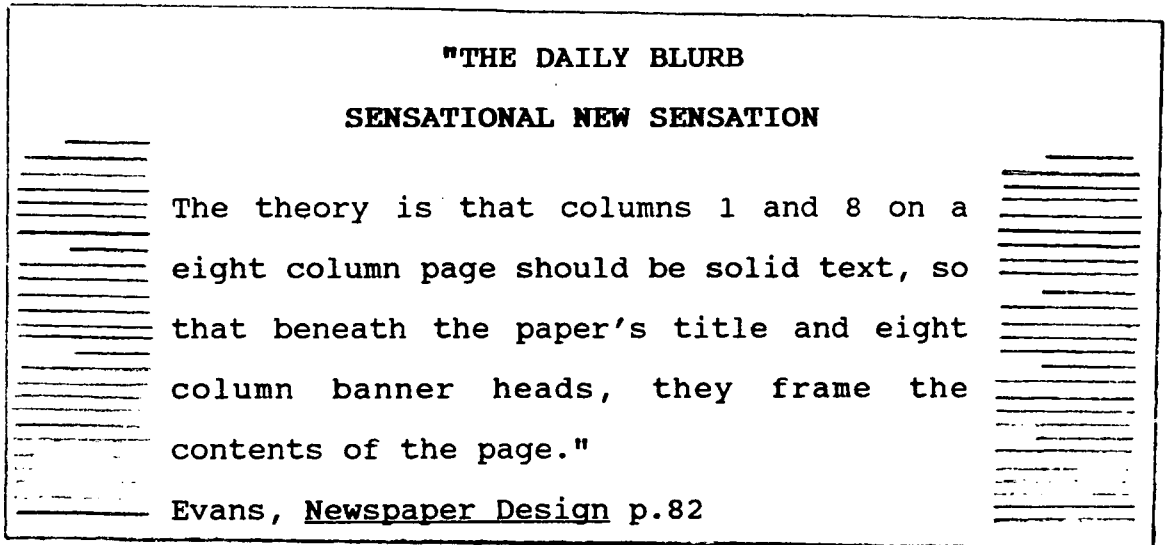 "THE DAILY BLURB
SENSATIONAL NEW SENSATION
The theory is that columns 1 and 8 on a
eight column page should be solid text, so
that beneath the paper's title and eight
column banner heads, they frame the
contents of the page."
Evans, Newspaper Design p.82